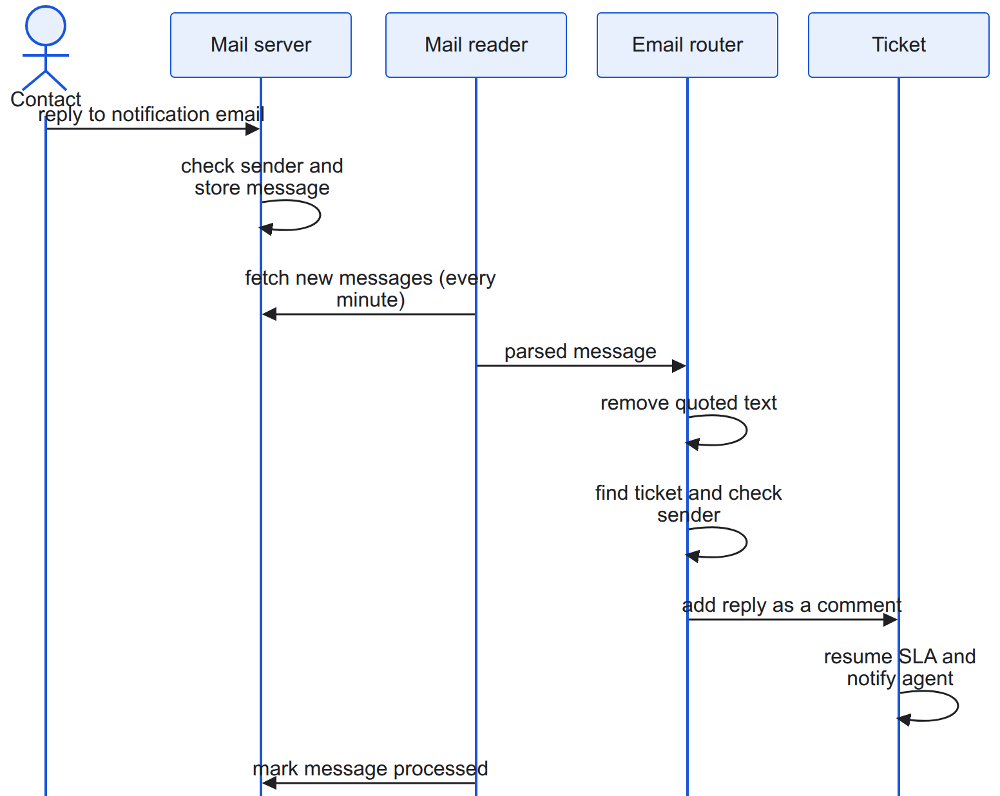 Contact
Mail server
Mail reader
Email router
Ticket
reply to notification email
check sender and
store message
fetch new messages (every
minute)
parsed message
remove quoted text
find ticket and check
sender
add reply as a comment
resume SLA and
notify agent
mark message processed